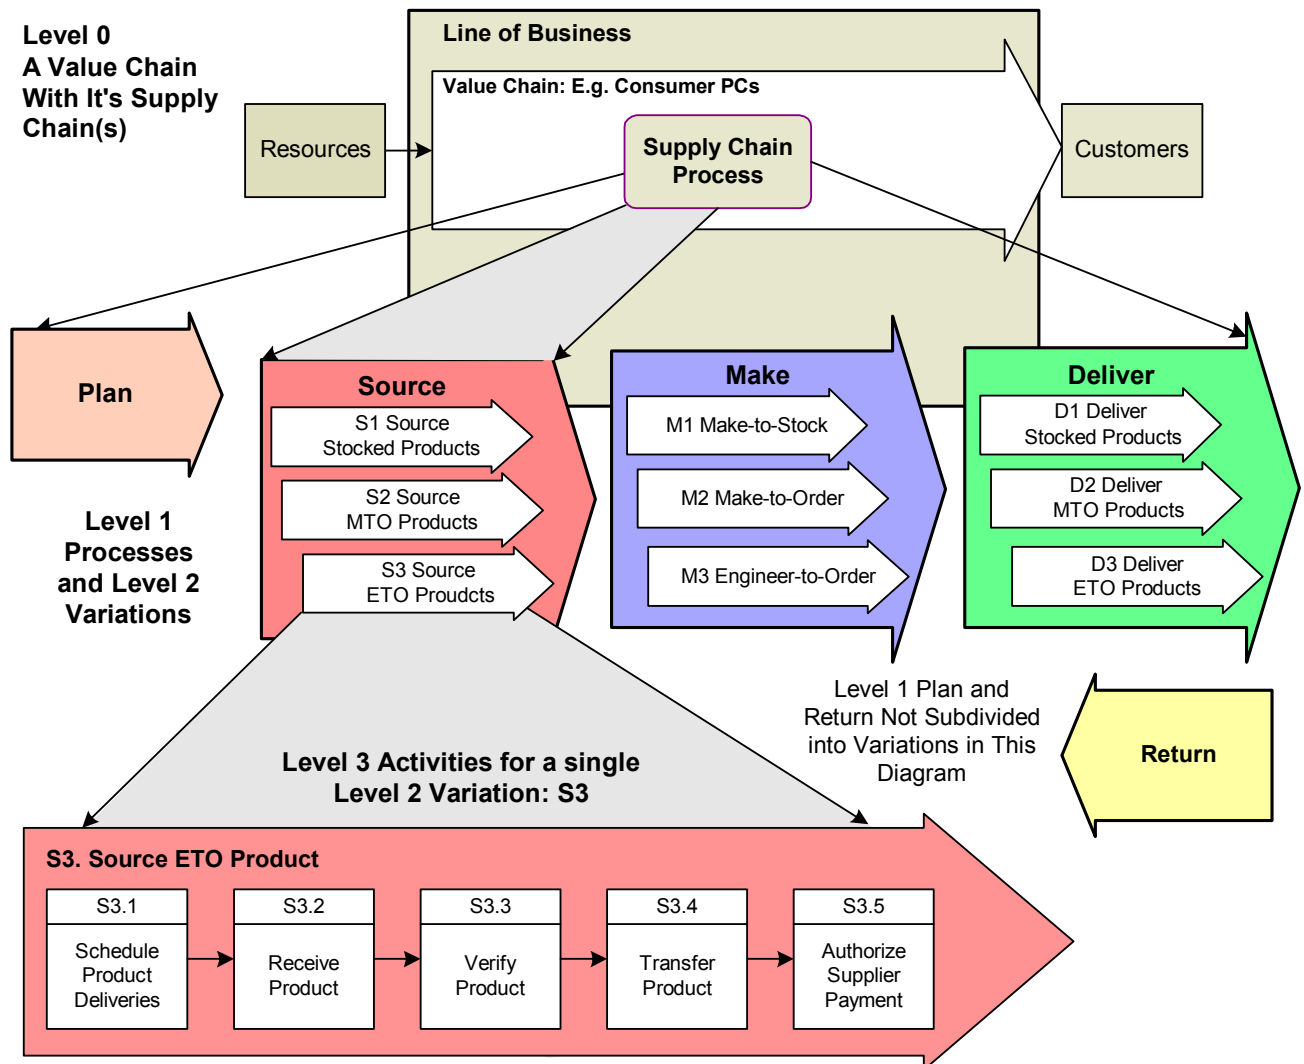 Level 0
A Value Chain
With It's Supply
Chain(s)
Line of Business
Value Chain: E.g. Consumer PCs
Resources
Supply Chain
Process
Customers
Plan
Source
S1 Source
Stocked Products
S2 Source
MTO Products
S3 Source
ETO Proudcts
Make
M1 Make-to-Stock
M2 Make-to-Order
M3 Engineer-to-Order
Deliver
D1 Deliver
Stocked Products
D2 Deliver
MTO Products
D3 Deliver
ETO Products
Level 1
Processes
and Level 2
Variations
Level 1 Plan and
Return Not Subdivided
into Variations in This
Diagram
Return
Level 3 Activities for a single
Level 2 Variation: S3
S3. Source ETO Product
S3.1
Schedule
Product
Deliveries
S3.2
Receive
Product
S3.3
Verify
Product
S3.4
Transfer
Product
S3.5
Authorize
Supplier
Payment